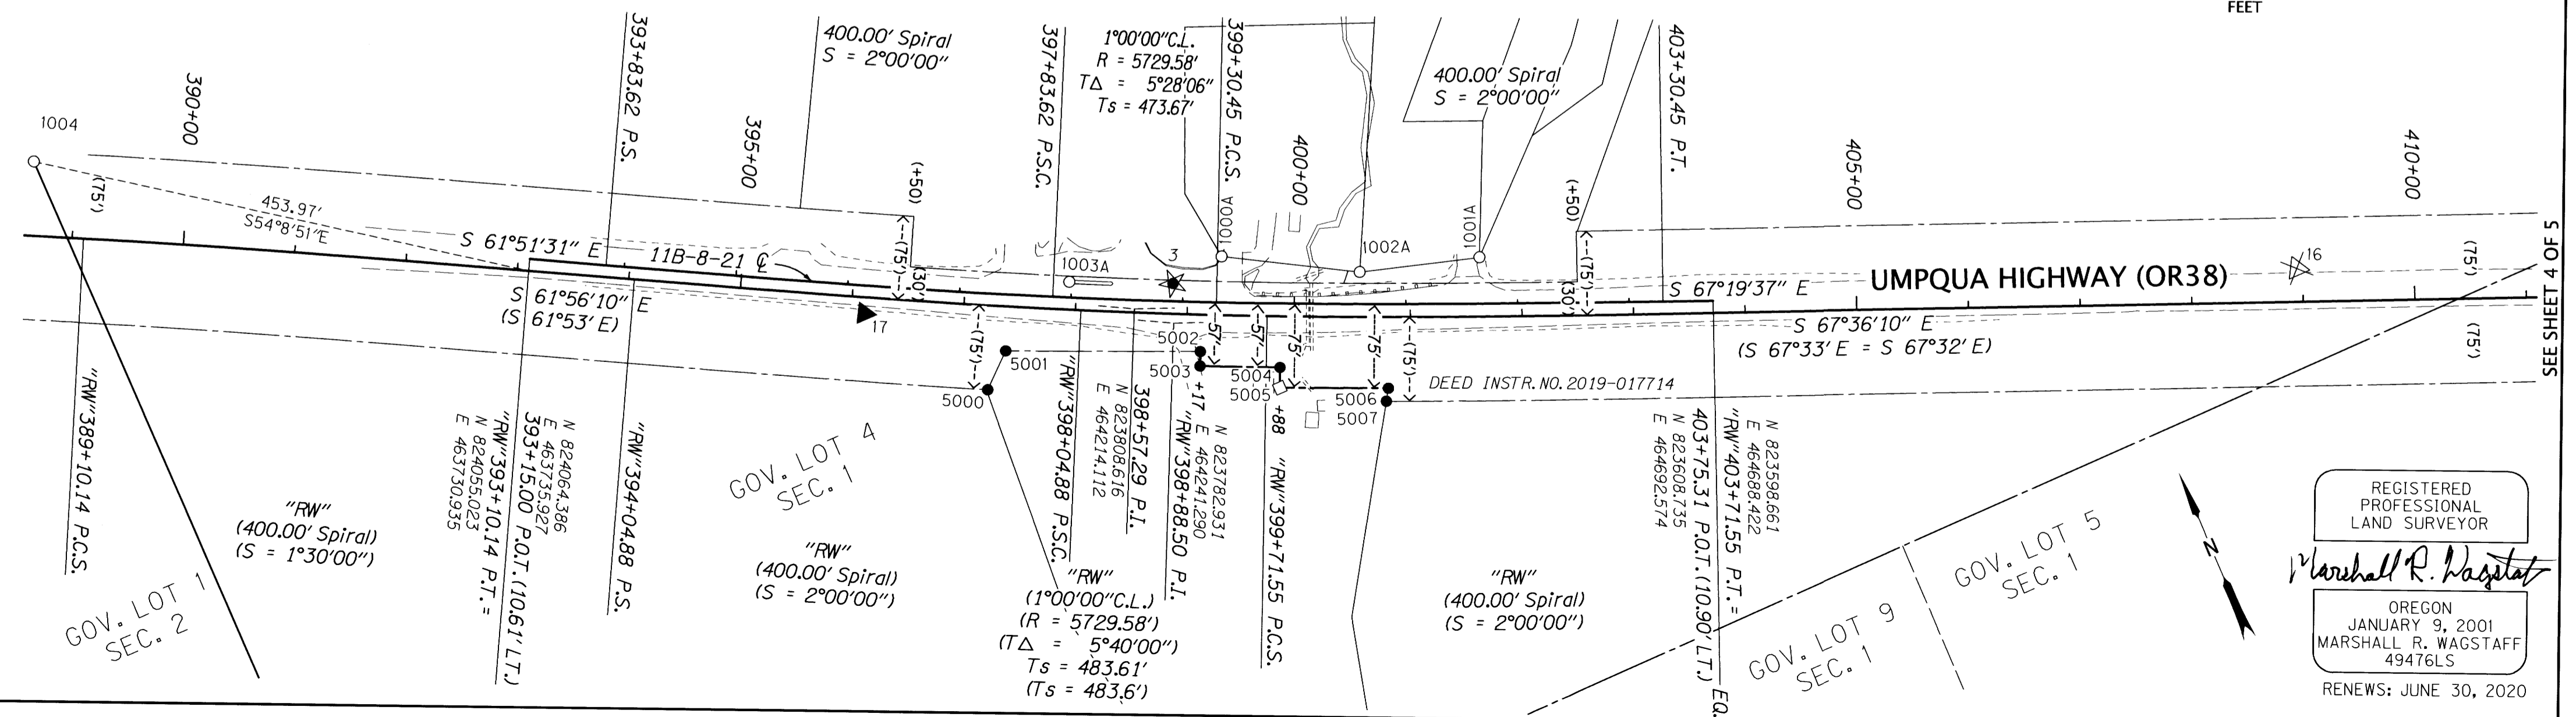 FEET
1004
390+00
(75')
453.97'
S54°8'51"E
393+83.62 P.S.
S 61°51'31" E
11B-8-21 ℄
S 61°56'10" E
(S 61°53' E)
395+00
400.00' Spiral
S = 2°00'00"
(+50)
(75')
(30')
17
397+83.62 P.S.C.
1°00'00"C.L.
R = 5729.58'
T∆ = 5°28'06"
Ts = 473.67'
1003A
3
399+30.45 P.C.S.
1000A
400+00
1002A
1001A
400.00' Spiral
S = 2°00'00"
(+50)
(75')
(30')
403+30.45 P.T.
S 67°19'37" E
405+00
UMPQUA HIGHWAY (OR38)
S 67°36'10" E
(S 67°33' E = S 67°32' E)
16
410+00
(75')
(75')
SEE SHEET 4 OF 5
(75')
5001
5000
5002
5003
57'
57'
5004
5005
75'
75'
(75')
5006
5007
DEED INSTR.NO.2019-017714
"RW"389+10.14 P.C.S.
"RW"
(400.00' Spiral)
(S = 1°30'00")
GOV. LOT 1
SEC. 2
N 824064.386
E 463735.927
393+15.00 P.O.T.(10.61' LT.)
"RW"393+10.14 P.T. =
N 824055.023
E 463730.935
"RW"394+04.88 P.S.
GOV. LOT 4
SEC. 1
"RW"
(400.00' Spiral)
(S = 2°00'00")
"RW"398+04.88 P.S.C.
398+57.29 P.I.
N 823808.616
E 464214.112
"RW"
(1°00'00"C.L.)
(R = 5729.58')
(T∆ = 5°40'00")
Ts = 483.61'
(Ts = 483.6')
+17
N 823782.931
E 464241.290
"RW"398+88.50 P.I.
+88
"RW"399+71.55 P.C.S.
"RW"
(400.00' Spiral)
(S = 2°00'00")
N 823598.661
E 464688.422
"RW"403+71.55 P.T. =
403+75.31 P.O.T.(10.90' LT.) EQ.
N 823608.735
E 464692.574
GOV. LOT 9
SEC. 1
GOV. LOT 5
SEC. 1
N
REGISTERED
PROFESSIONAL
LAND SURVEYOR
Marshall R. Wagstaff
OREGON
JANUARY 9, 2001
MARSHALL R. WAGSTAFF
49476LS
RENEWS: JUNE 30, 2020